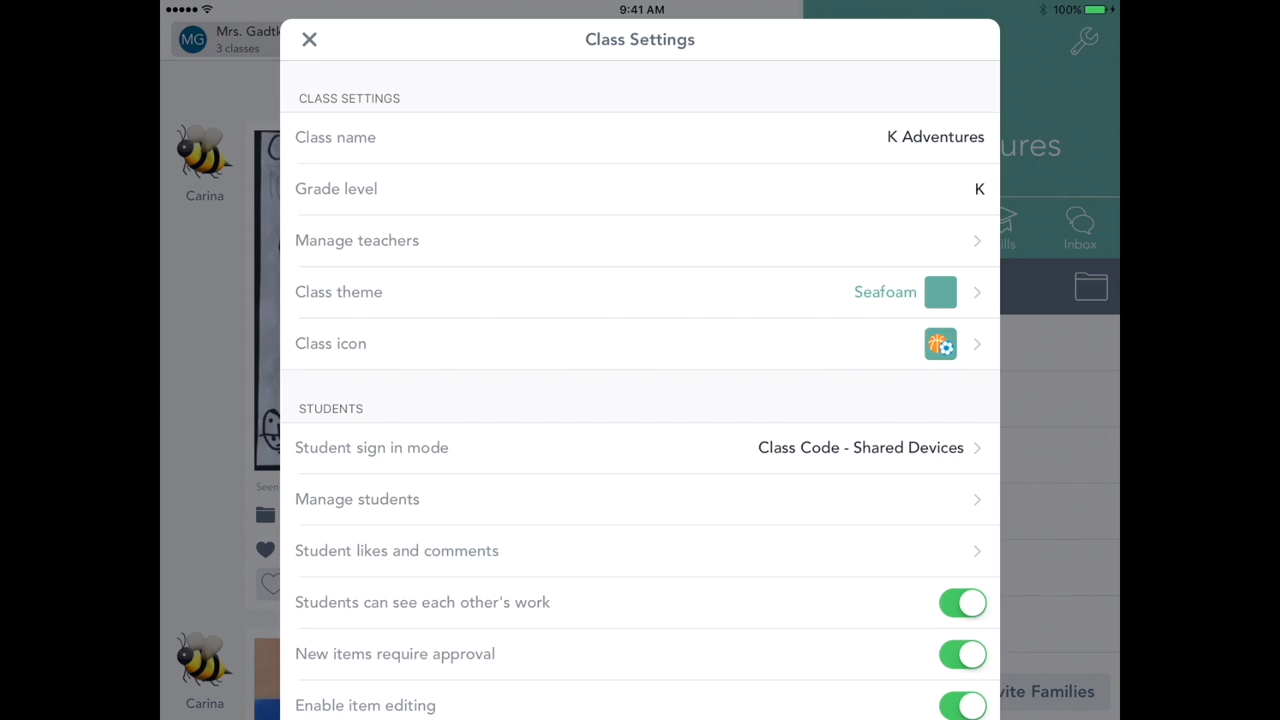 9:41 AM
100%
MG
Mrs. Gadtk
3 classes
Class Settings
CLASS SETTINGS
Class name
K Adventures
Grade level
K
Manage teachers
Class theme
Seafoam
Class icon
STUDENTS
Student sign in mode
Class Code - Shared Devices
Manage students
Student likes and comments
Students can see each other's work
New items require approval
Enable item editing
Carina
Seen
Carina
ures
ills
Inbox
vite Families